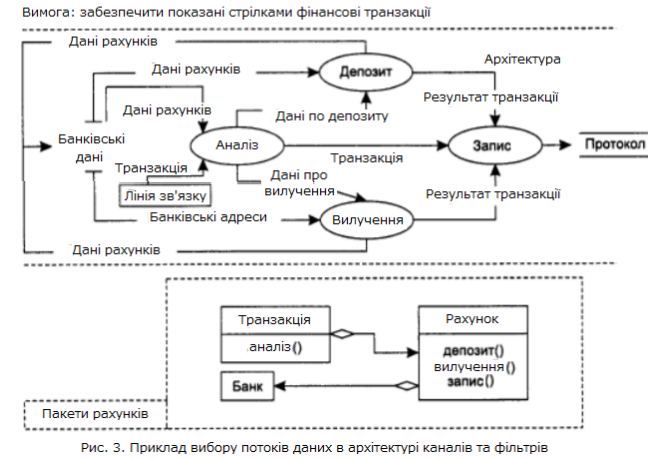 Вимога: забезпечити показані стрілками фінансові транзакції
Дані рахунків
Архітектура
Дані рахунків
Депозит
Результат транзакції
Дані рахунків
Дані по депозиту
Банківські
дані
Аналіз
Запис
Протокол
Транзакція
Транзакція
Дані про
вилучення
Лінія зв'язку
Результат транзакції
Банківські адреси
Вилучення
Дані рахунків
Транзакція
аналіз()
Рахунок
депозит()
вилучення()
запис()
Банк
Пакети рахунків
Рис. 3. Приклад вибору потоків даних в архітектурі каналів та фільтрів